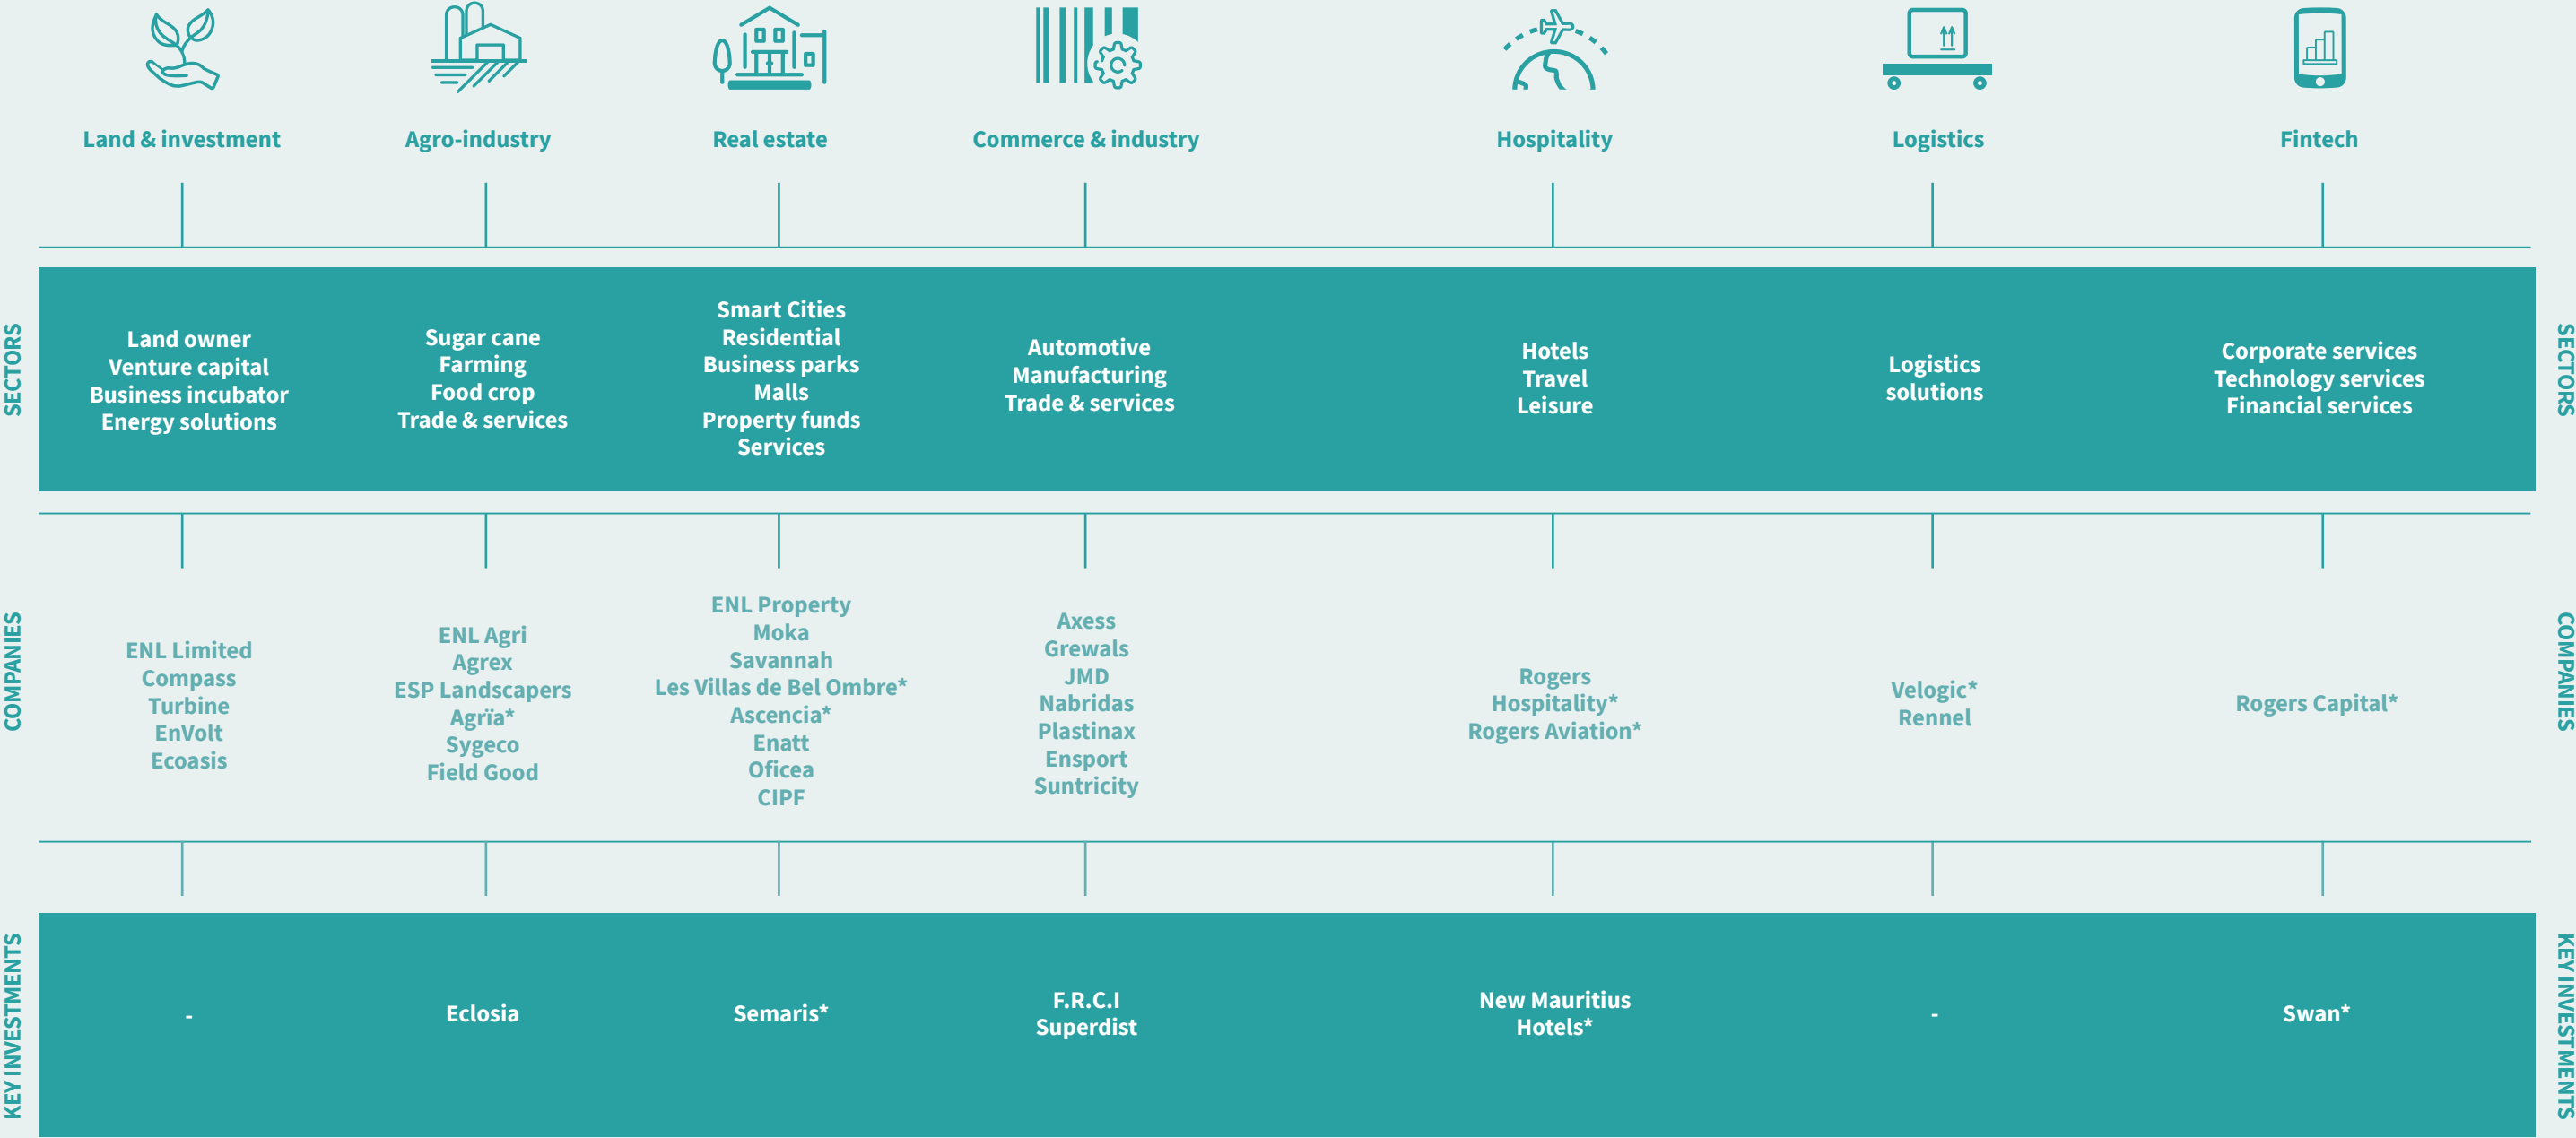 Land & investment
Agro-industry
Real estate
Commerce & industry
Hospitality
Logistics
Fintech
SECTORS
Land owner
Venture capital
Business incubator
Energy solutions
Sugar cane
Farming
Food crop
Trade & services
Smart Cities
Residential
Business parks
Malls
Property funds
Services
Automotive
Manufacturing
Trade & services
Hotels
Travel
Leisure
Logistics
solutions
Corporate services
Technology services
Financial services
SECTORS
COMPANIES
ENL Limited
Compass
Turbine
EnVolt
Ecoasis
ENL Agri
Agrex
ESP Landscapers
Agrïa*
Sygeco
Field Good
ENL Property
Moka
Savannah
Les Villas de Bel Ombre*
Ascencia*
Enatt
Oficea
CIPF
Axess
Grewals
JMD
Nabridas
Plastinax
Ensport
Suntricity
Rogers
Hospitality*
Rogers Aviation*
Velogic*
Rennel
Rogers Capital*
COMPANIES
KEY INVESTMENTS
-
Eclosia
Semaris*
F.R.C.I
Superdist
New Mauritius
Hotels*
-
Swan*
KEY INVESTMENTS